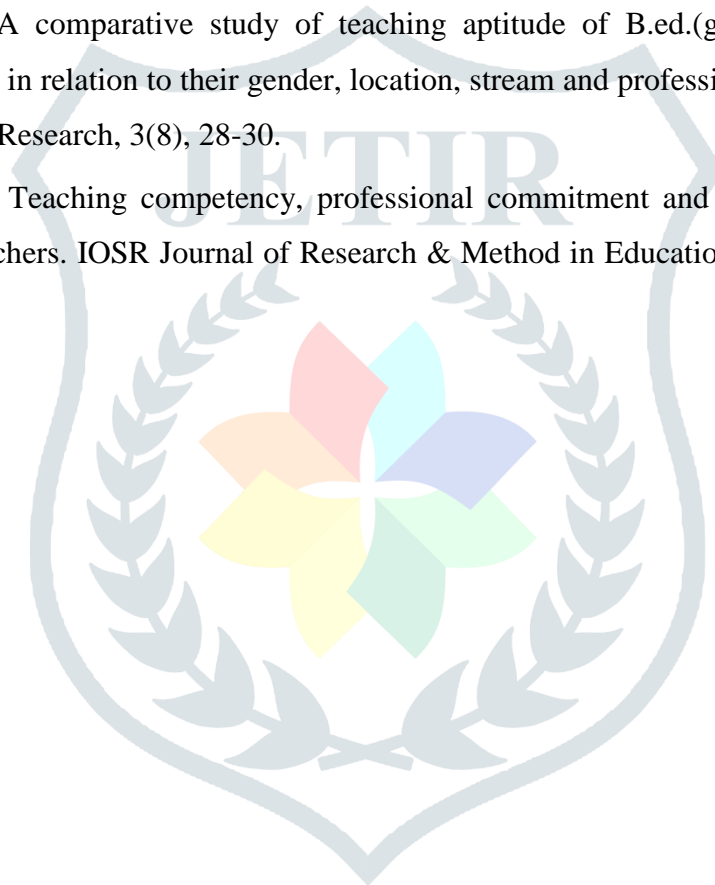 A comparative study of teaching aptitude of B.ed.(g
in relation to their gender, location, stream and professi
Research, 3(8), 28-30.
JETIR
Teaching competency, professional commitment and
chers. IOSR Journal of Research & Method in Educatio